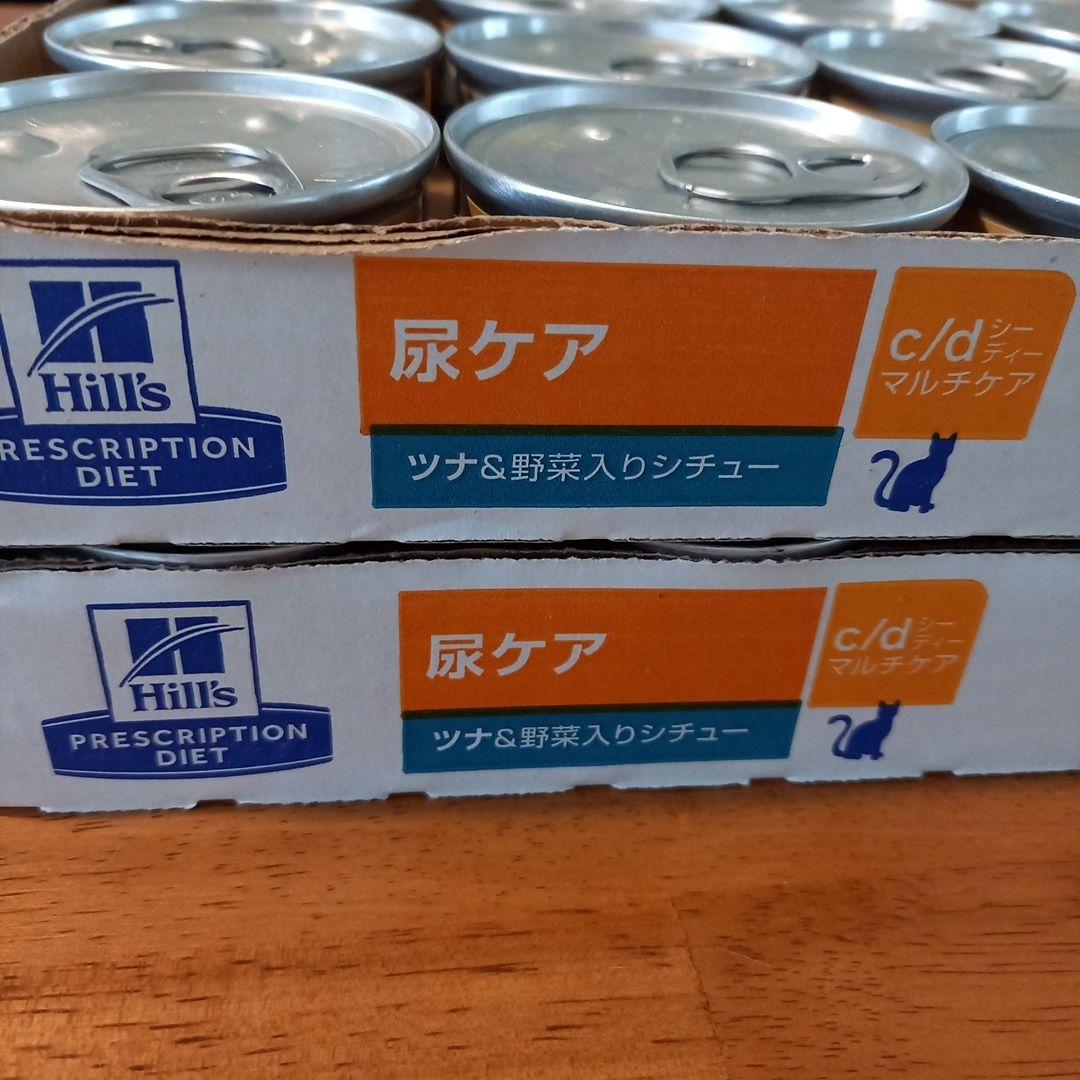 Hill's
RESCRIPTION
DIET
尿ケア
ツナ&野菜入りシチュー
c/d シー
ディー
マルチケア
Hill's
PRESCRIPTION
DIET
尿ケア
ツナ&野菜入りシチュー
c/d シー
ディー
マルチケア